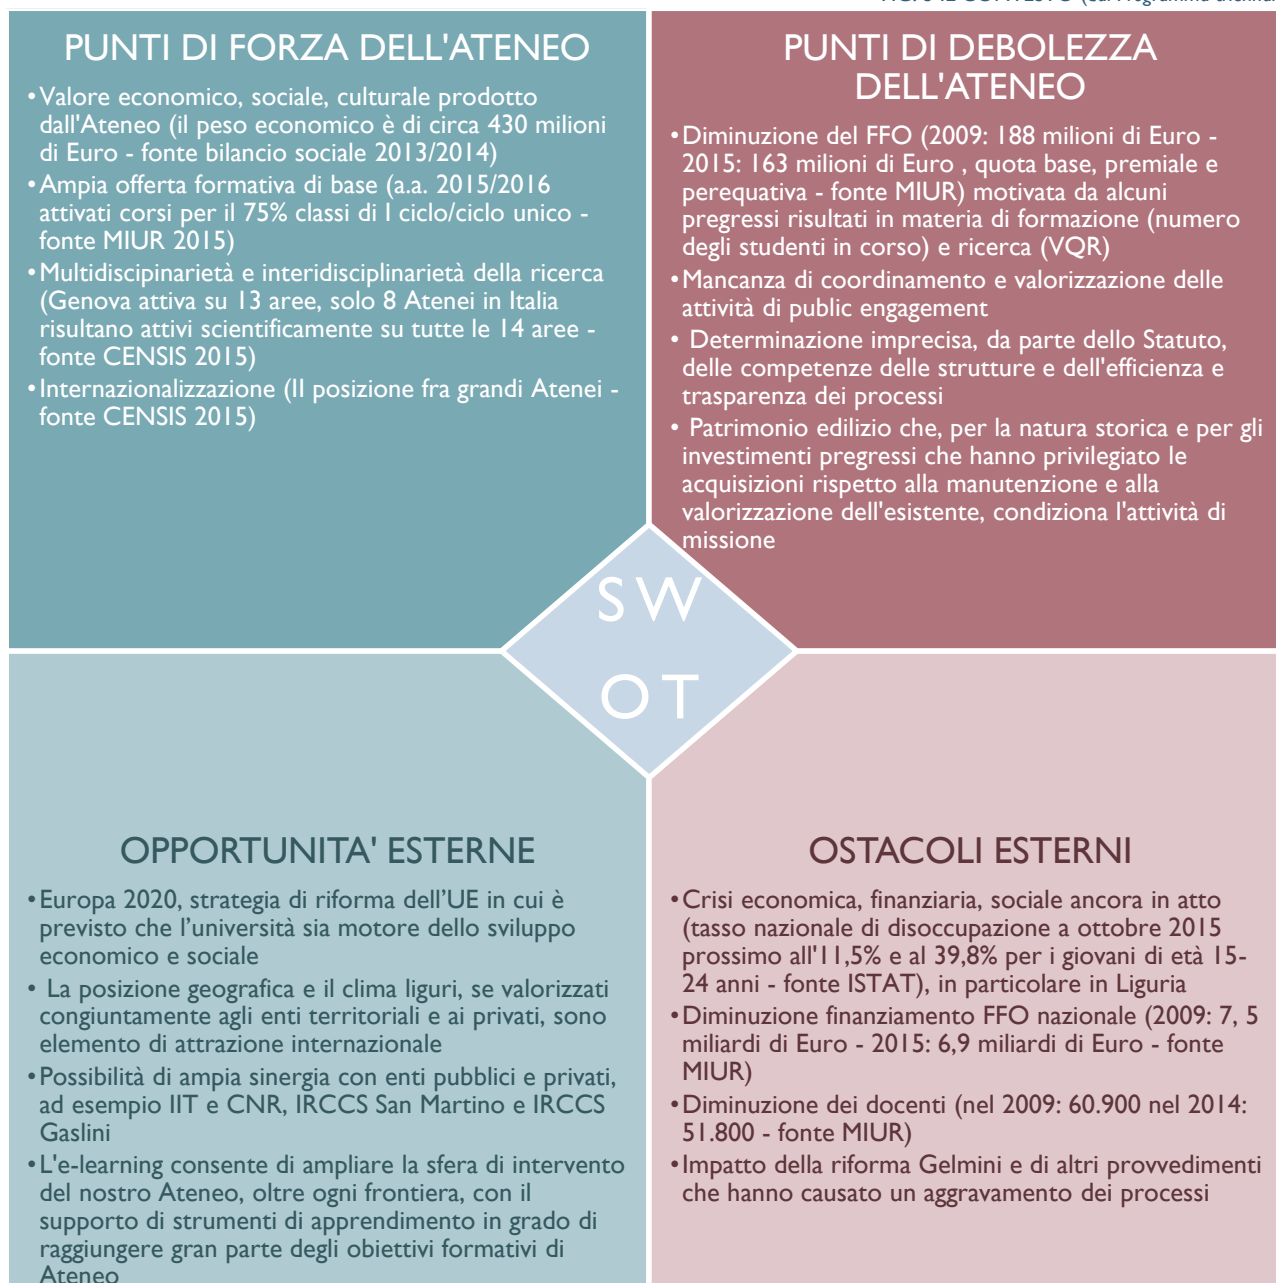 PUNTI DI FORZA DELL'ATENEO
•Valore economico, sociale, culturale prodotto
dall'Ateneo (il peso economico è di circa 430 milioni
di Euro - fonte bilancio sociale 2013/2014)
•Ampia offerta formativa di base (a.a. 2015/2016
attivati corsi per il 75% classi di I ciclo/ciclo unico -
fonte MIUR 2015)
•Multidiscipinarietà e interidisciplinarietà della ricerca
(Genova attiva su 13 aree, solo 8 Atenei in Italia
risultano attivi scientificamente su tutte le 14 aree -
fonte CENSIS 2015)
•Internazionalizzazione (II posizione fra grandi Atenei -
fonte CENSIS 2015)
PUNTI DI DEBOLEZZA
DELL'ATENEO
•Diminuzione del FFO (2009: 188 milioni di Euro -
2015: 163 milioni di Euro , quota base, premiale e
perequativa - fonte MIUR) motivata da alcuni
pregressi risultati in materia di formazione (numero
degli studenti in corso) e ricerca (VQR)
•Mancanza di coordinamento e valorizzazione delle
attività di public engagement
• Determinazione imprecisa, da parte dello Statuto,
delle competenze delle strutture e dell'efficienza e
trasparenza dei processi
• Patrimonio edilizio che, per la natura storica e per gli
investimenti pregressi che hanno privilegiato le
acquisizioni rispetto alla manutenzione e alla
valorizzazione dell'esistente, condiziona l'attività di
missione
S W
O T
OPPORTUNITA' ESTERNE
•Europa 2020, strategia di riforma dell’UE in cui è
previsto che l’università sia motore dello sviluppo
economico e sociale
• La posizione geografica e il clima liguri, se valorizzati
congiuntamente agli enti territoriali e ai privati, sono
elemento di attrazione internazionale
•Possibilità di ampia sinergia con enti pubblici e privati,
ad esempio IIT e CNR, IRCCS San Martino e IRCCS
Gaslini
•L'e-learning consente di ampliare la sfera di intervento
del nostro Ateneo, oltre ogni frontiera, con il
supporto di strumenti di apprendimento in grado di
raggiungere gran parte degli obiettivi formativi di
Ateneo
OSTACOLI ESTERNI
•Crisi economica, finanziaria, sociale ancora in atto
(tasso nazionale di disoccupazione a ottobre 2015
prossimo all'11,5% e al 39,8% per i giovani di età 15-
24 anni - fonte ISTAT), in particolare in Liguria
•Diminuzione finanziamento FFO nazionale (2009: 7, 5
miliardi di Euro - 2015: 6,9 miliardi di Euro - fonte
MIUR)
•Diminuzione dei docenti (nel 2009: 60.900 nel 2014:
51.800 - fonte MIUR)
•Impatto della riforma Gelmini e di altri provvedimenti
che hanno causato un aggravamento dei processi